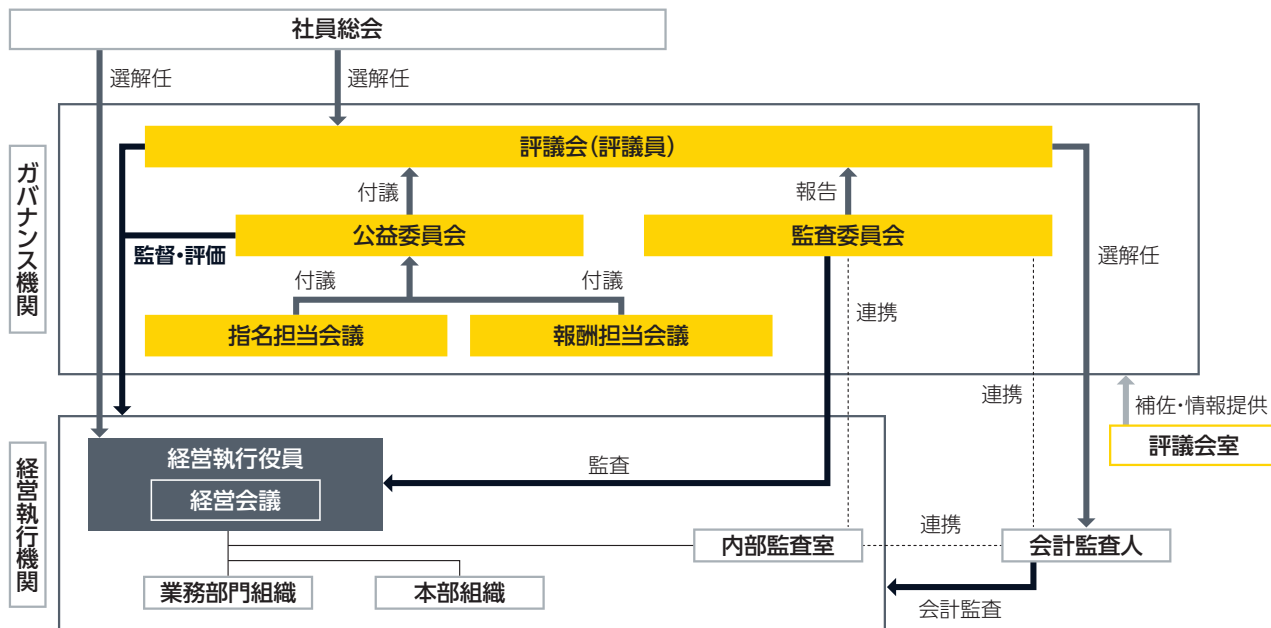 社員総会
選解任
選解任
ガバナンス機関
評議会(評議員)
付議
報告
公益委員会
監査委員会
監督・評価
選解任
付議
付議
指名担当会議
報酬担当会議
連携
連携
補佐・情報提供
評議会室
経営執行機関
経営執行役員
経営会議
監査
内部監査室
連携
会計監査人
業務部門組織
本部組織
会計監査